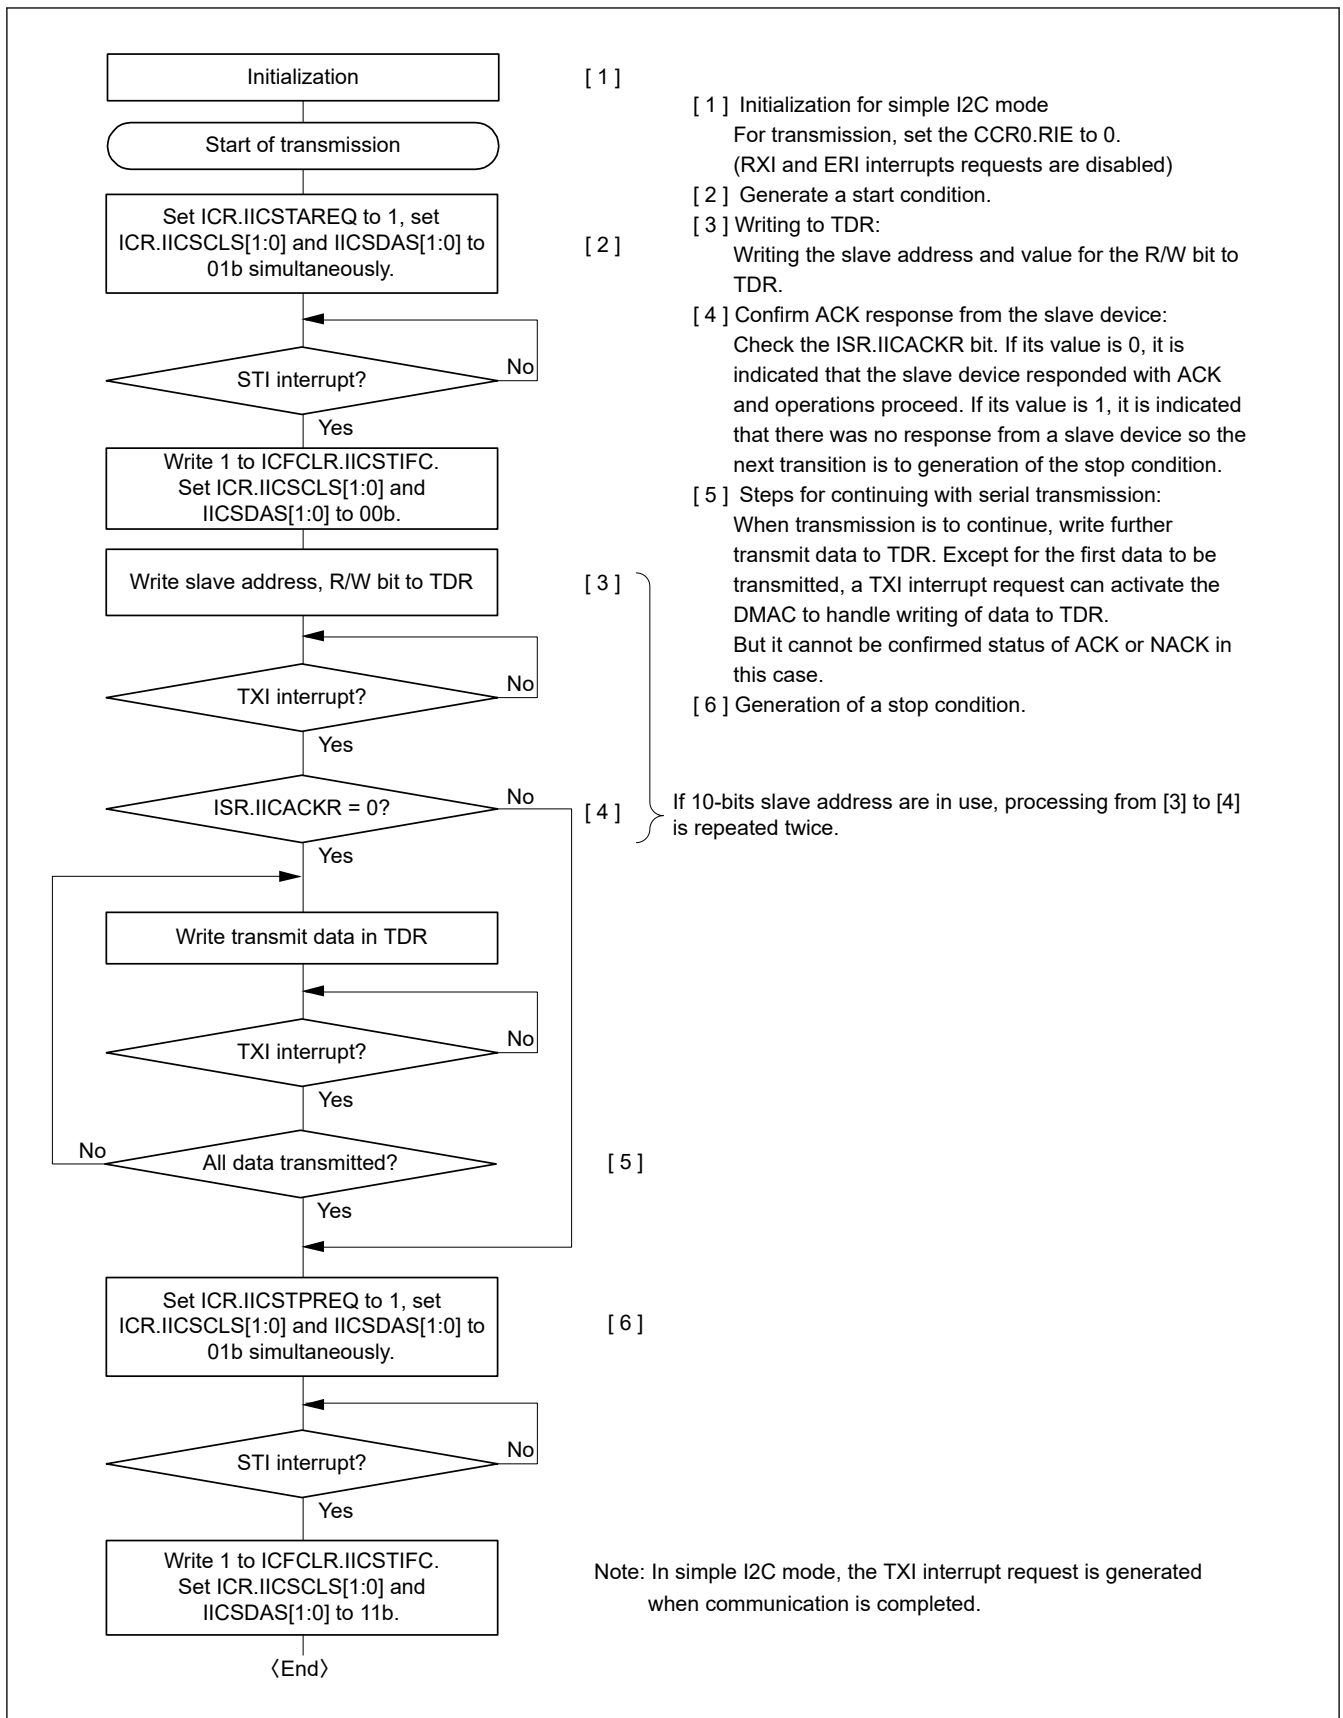 Initialization
[ 1 ]
Start of transmission
Set ICR.IICSTAREQ to 1, set
ICR.IICSCLS[1:0] and IICSDAS[1:0] to
01b simultaneously.
[ 2 ]
STI interrupt?
No
Yes
Write 1 to ICFCLR.IICSTIFC.
Set ICR.IICSCLS[1:0] and
IICSDAS[1:0] to 00b.
Write slave address, R/W bit to TDR
[ 3 ]
TXI interrupt?
No
Yes
ISR.IICACKR = 0?
No
[ 4 ]
Yes
Write transmit data in TDR
TXI interrupt?
No
Yes
All data transmitted?
No
[ 5 ]
Yes
Set ICR.IICSTPREQ to 1, set
ICR.IICSCLS[1:0] and IICSDAS[1:0] to
01b simultaneously.
[ 6 ]
STI interrupt?
No
Yes
Write 1 to ICFCLR.IICSTIFC.
Set ICR.IICSCLS[1:0] and
IICSDAS[1:0] to 11b.
〈End〉
[ 1 ] Initialization for simple I2C mode
For transmission, set the CCR0.RIE to 0.
(RXI and ERI interrupts requests are disabled)
[ 2 ] Generate a start condition.
[ 3 ] Writing to TDR:
Writing the slave address and value for the R/W bit to
TDR.
[ 4 ] Confirm ACK response from the slave device:
Check the ISR.IICACKR bit. If its value is 0, it is
indicated that the slave device responded with ACK
and operations proceed. If its value is 1, it is indicated
that there was no response from a slave device so the
next transition is to generation of the stop condition.
[ 5 ] Steps for continuing with serial transmission:
When transmission is to continue, write further
transmit data to TDR. Except for the first data to be
transmitted, a TXI interrupt request can activate the
DMAC to handle writing of data to TDR.
But it cannot be confirmed status of ACK or NACK in
this case.
[ 6 ] Generation of a stop condition.
If 10-bits slave address are in use, processing from [3] to [4]
is repeated twice.
Note: In simple I2C mode, the TXI interrupt request is generated
when communication is completed.